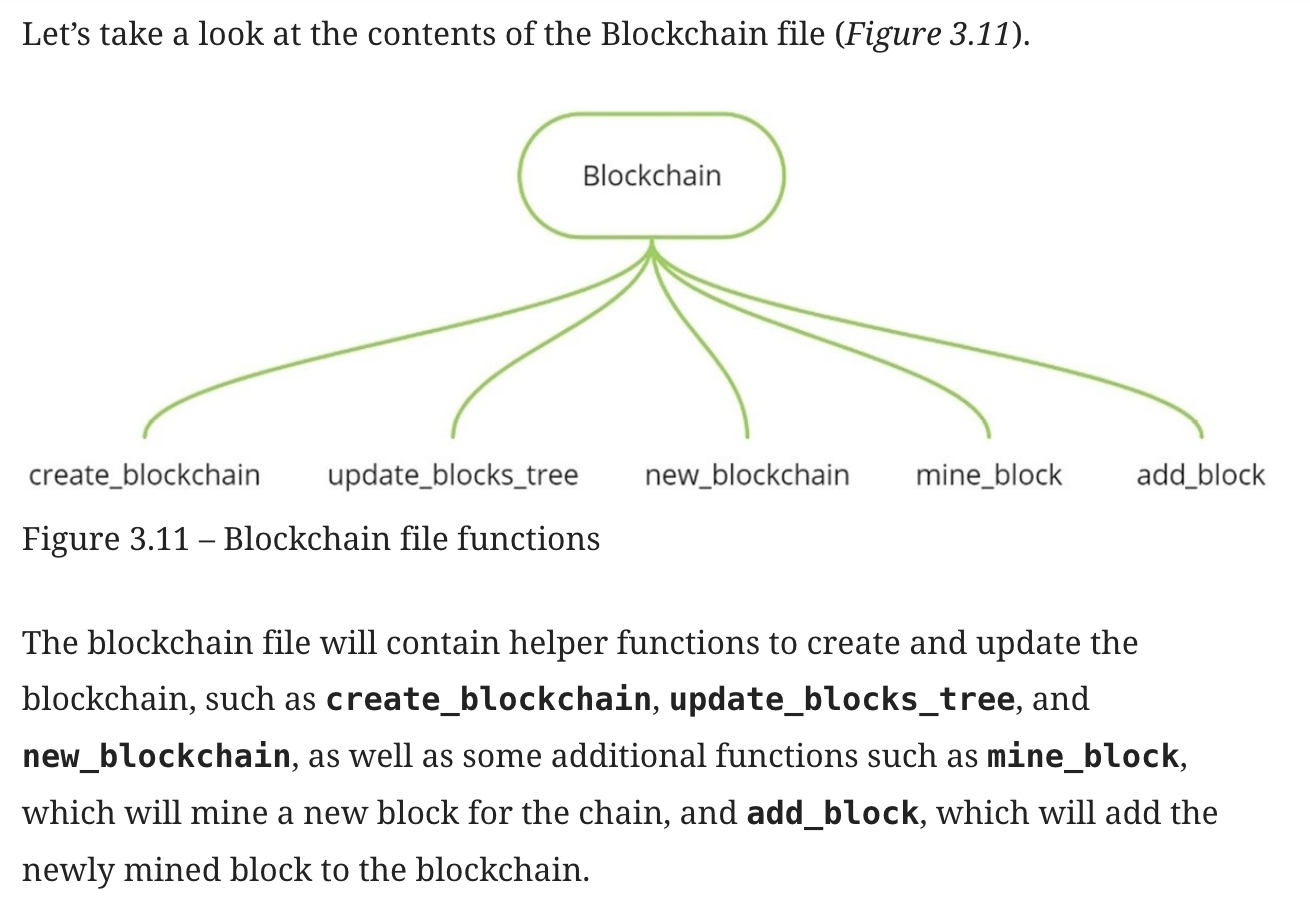 Let’s take a look at the contents of the Blockchain file (Figure 3.11).
Blockchain
create_blockchain update_blocks_tree new_blockchain mine_block add_block
Figure 3.11 – Blockchain file functions
The blockchain file will contain helper functions to create and update the
blockchain, such as create_blockchain, update_blocks_tree, and
new_blockchain, as well as some additional functions such as mine_block,
which will mine a new block for the chain, and add_block, which will add the
newly mined block to the blockchain.